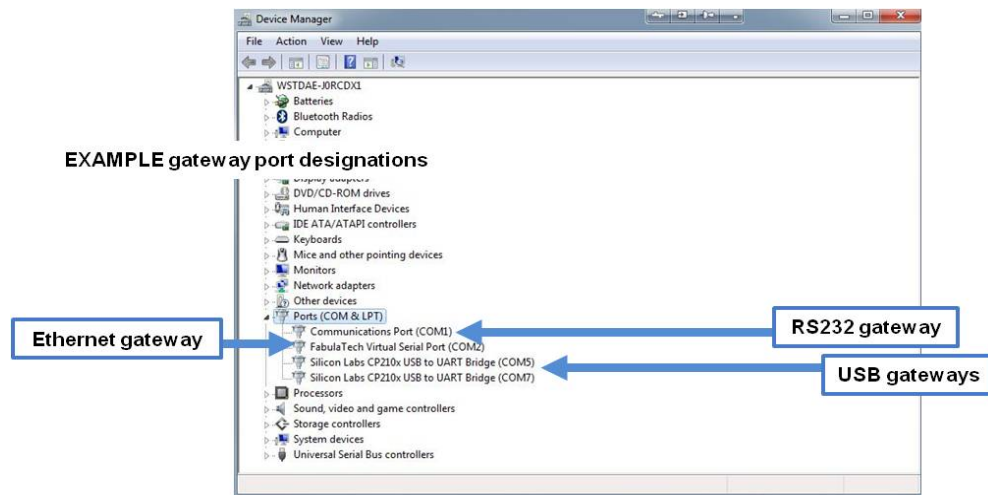 Device Manager
File Action View Help
WSTDAE-J0RCDX1
Batteries
Bluetooth Radios
Computer
EXAMPLE gateway port designations
Display adapters
DVD/CD-ROM drives
Human Interface Devices
IDE ATA/ATAPI controllers
Keyboards
Mice and other pointing devices
Monitors
Network adapters
Other devices
Ports (COM & LPT)
Communications Port (COM1)
RS232 gateway
Ethernet gateway
FabulaTech Virtual Serial Port (COM2)
Silicon Labs CP210x USB to UART Bridge (COM5)
Silicon Labs CP210x USB to UART Bridge (COM7)
USB gateways
Processors
Sound, video and game controllers
Storage controllers
System devices
Universal Serial Bus controllers